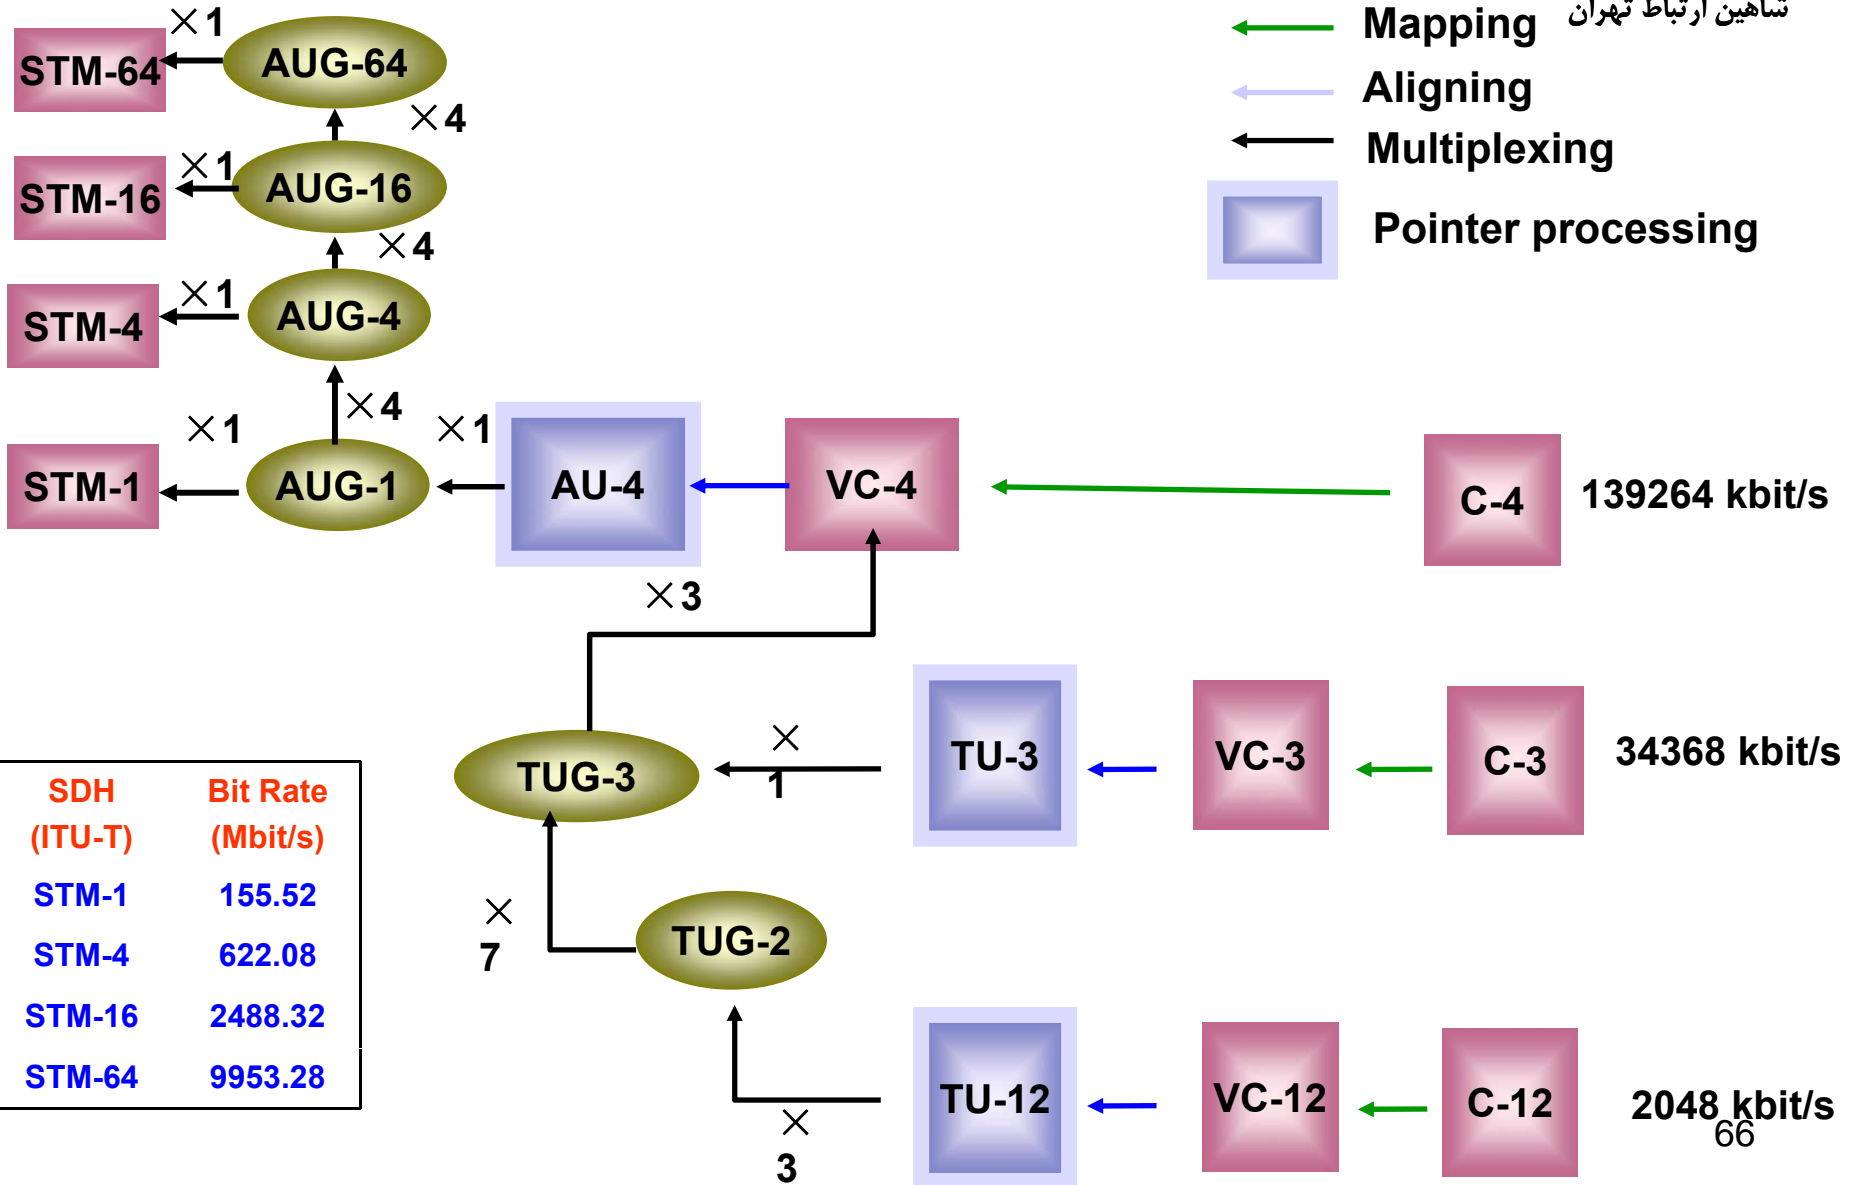 شاهین ارتباط تهران
×1
STM-64
AUG-64
Mapping
×4
Aligning
×1
STM-16
AUG-16
Multiplexing
×4
Pointer processing
×1
STM-4
AUG-4
×4
×1
×1
STM-1
AUG-1
AU-4
VC-4
C-4
139264 kbit/s
×3
TUG-3
×
1
TU-3
VC-3
C-3
34368 kbit/s
SDH
(ITU-T)
Bit Rate
(Mbit/s)
STM-1 155.52
STM-4 622.08
STM-16 2488.32
STM-64 9953.28
×
7
TUG-2
TU-12
VC-12
C-12
2048 kbit/s
×
3
66